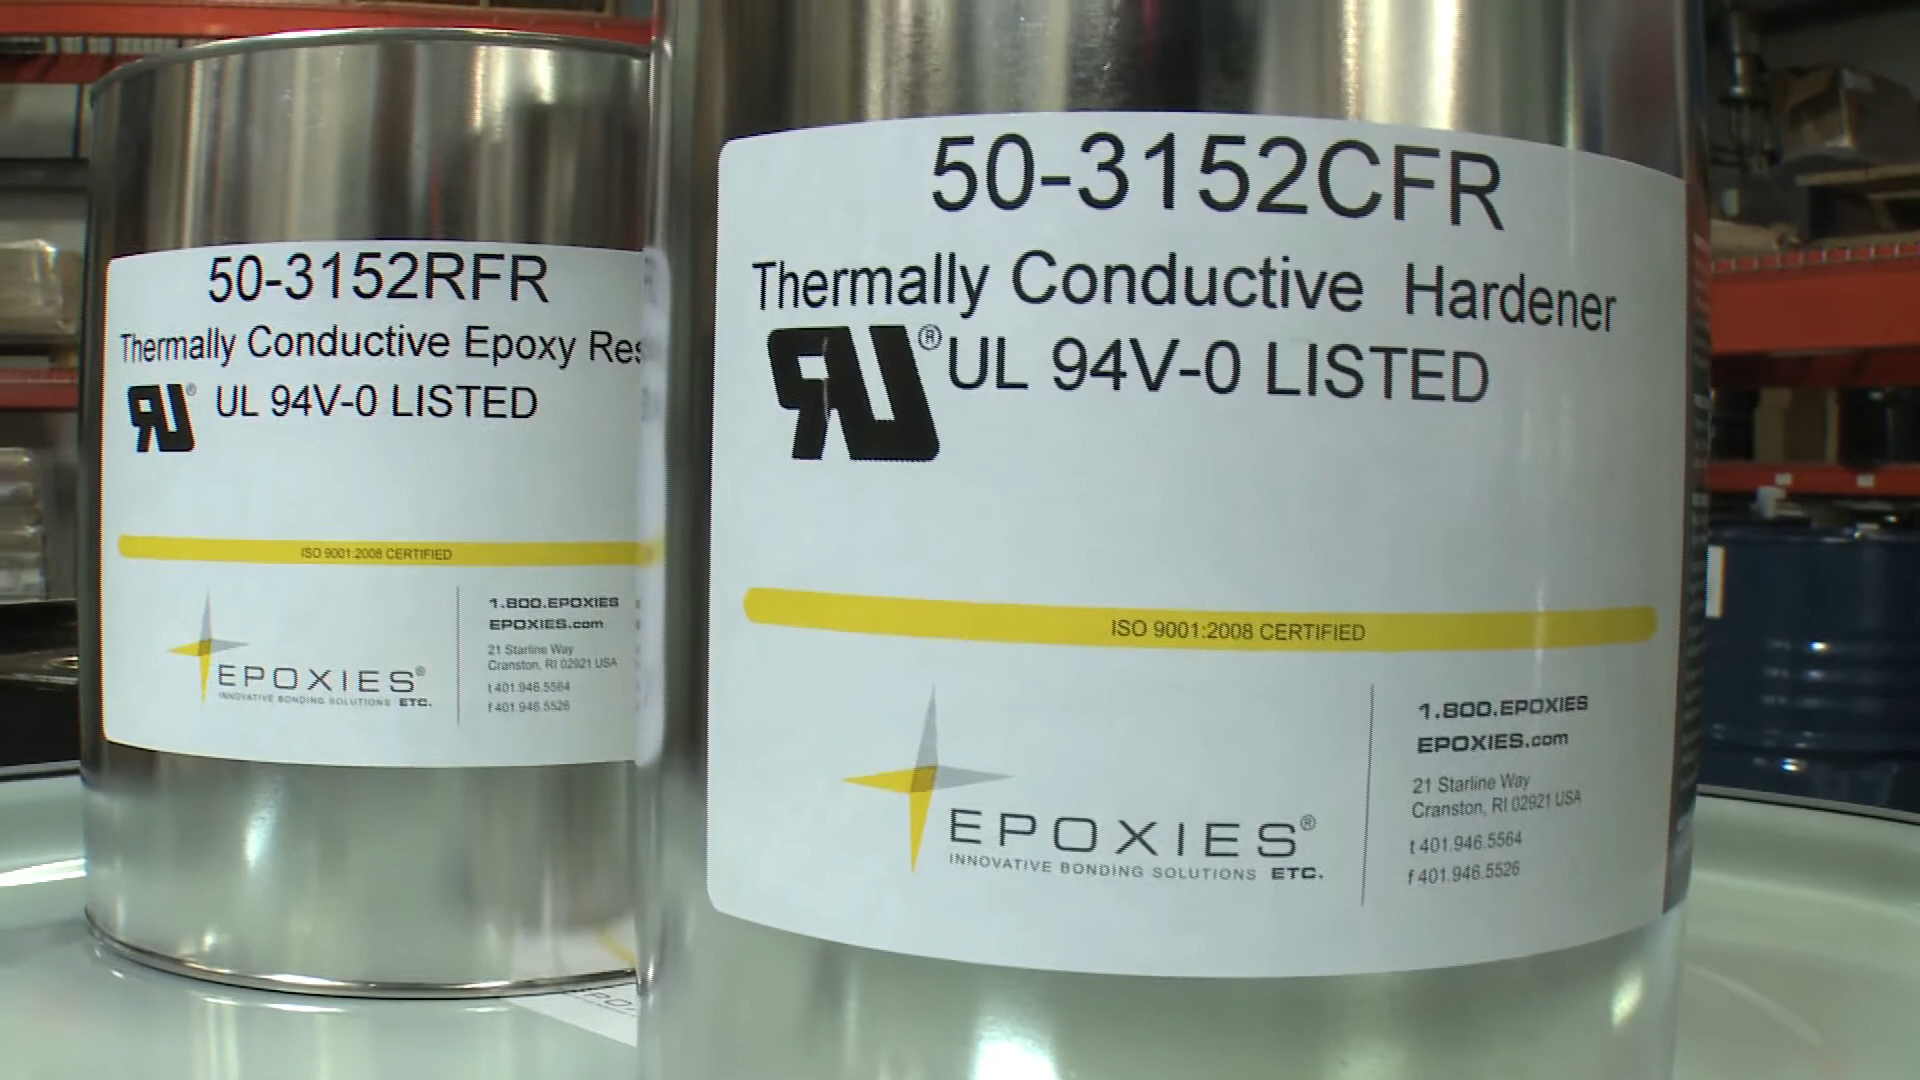 50-3152RFR
Thermally Conductive Epoxy Res
® UL 94V-0 LISTED
ISO 9001:2008 CERTIFIED
EPOXIES®
INNOVATIVE BONDING SOLUTIONS ETC.
1.800.EPOXIES
EPOXIES.com
21 Starline Way
Cranston, RI 02921 USA
t 401.946.5564
f 401.946.5526
50-3152CFR
Thermally Conductive Hardener
® UL 94V-0 LISTED
ISO 9001:2008 CERTIFIED
EPOXIES®
INNOVATIVE BONDING SOLUTIONS ETC.
1.800.EPOXIES
EPOXIES.com
21 Starline Way
Cranston, RI 02921 USA
t 401.946.5564
f 401.946.5526